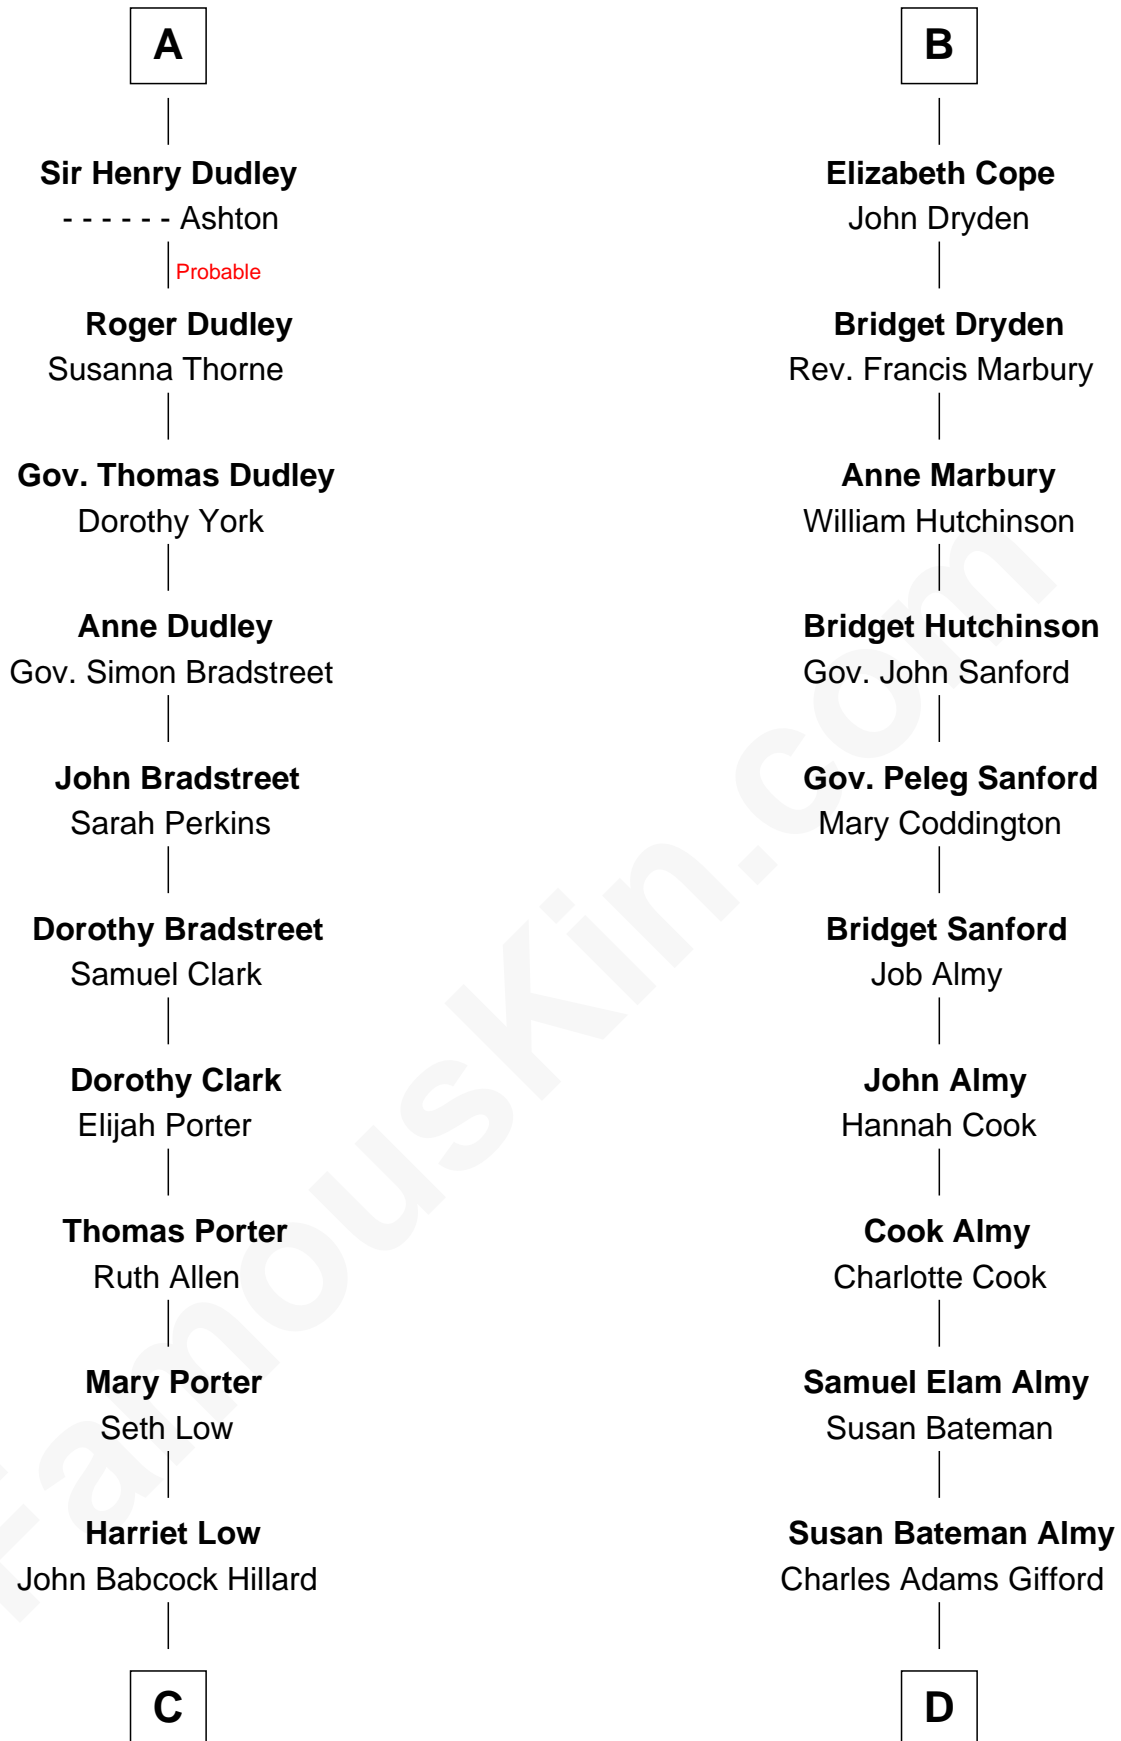 A
Sir Henry Dudley
- - - - - - Ashton
Probable
Roger Dudley
Susanna Thorne
Gov. Thomas Dudley
Dorothy York
Anne Dudley
Gov. Simon Bradstreet
John Bradstreet
Sarah Perkins
Dorothy Bradstreet
Samuel Clark
Dorothy Clark
Elijah Porter
Thomas Porter
Ruth Allen
Mary Porter
Seth Low
Harriet Low
John Babcock Hillard
C
B
Elizabeth Cope
John Dryden
Bridget Dryden
Rev. Francis Marbury
Anne Marbury
William Hutchinson
Bridget Hutchinson
Gov. John Sanford
Gov. Peleg Sanford
Mary Coddington
Bridget Sanford
Job Almy
John Almy
Hannah Cook
Cook Almy
Charlotte Cook
Samuel Elam Almy
Susan Bateman
Susan Bateman Almy
Charles Adams Gifford
D
FamousKin.com